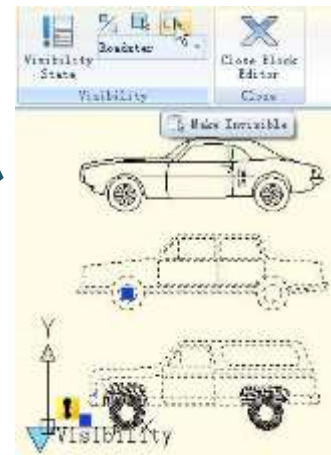 Visibility State
Roadster
Close Block Editor
Visibility
Close
Make Invisible
Y
Visibility